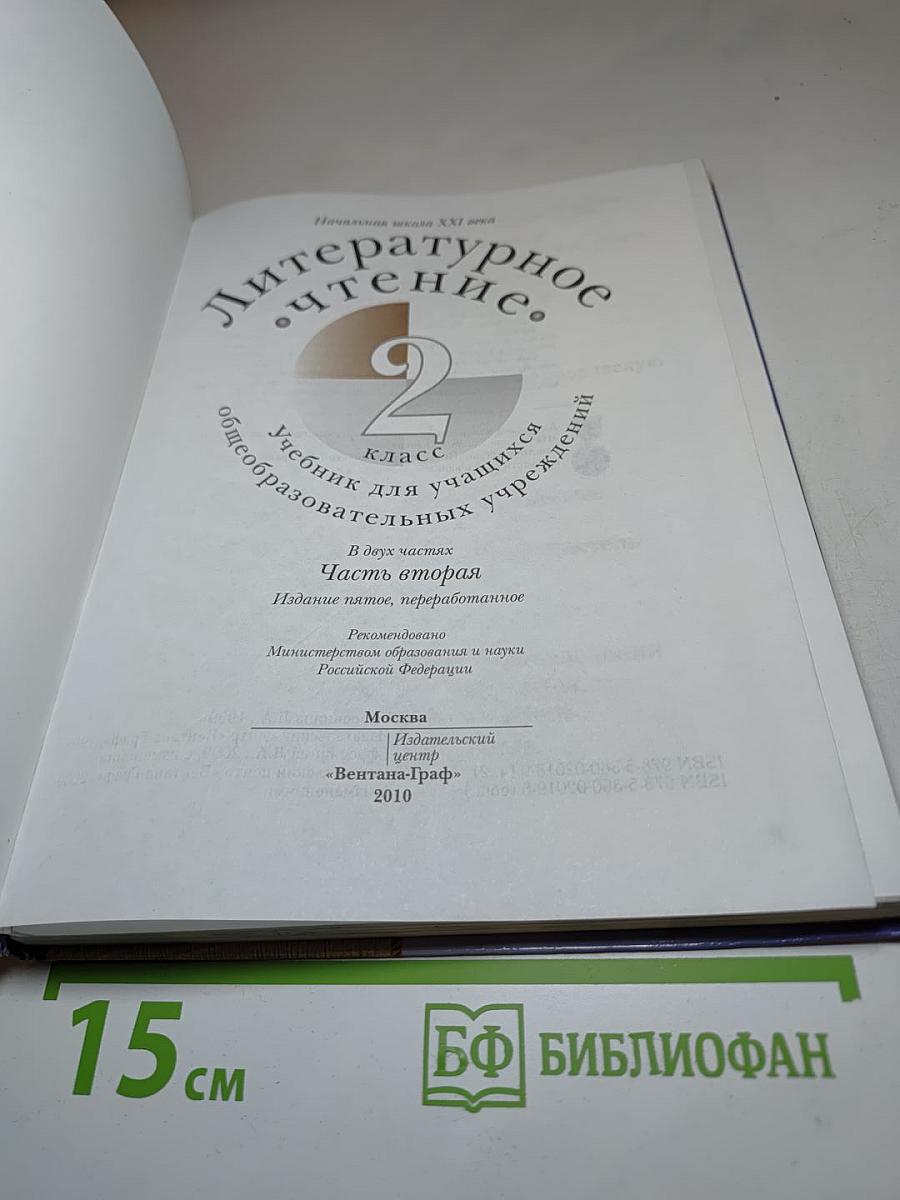 Начальная школа XXI века
Литературное
•чтение•
2
класс
Учебник для учащихся
общеобразовательных учреждений
В двух частях
Часть вторая
Издание пятое, переработанное
Рекомендовано
Министерством образования и науки
Российской Федерации
Москва
Издательский
центр
«Вентана-Граф»
2010
15 см
БФ БИБЛИОФАН